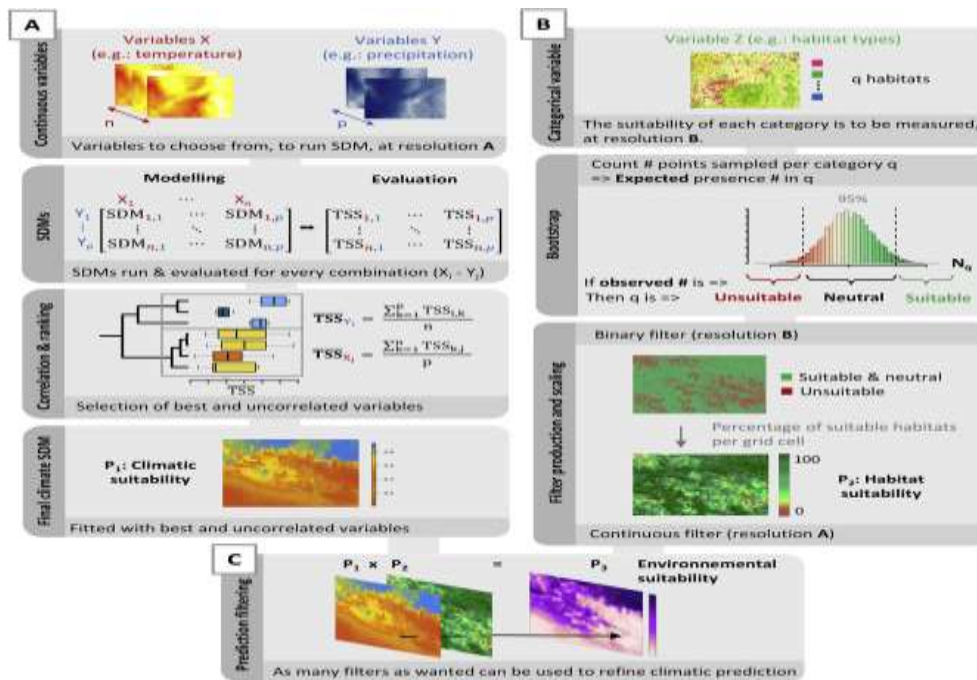 A
Continuous variables
Variables X
(e.g.: temperature)
Variables Y
(e.g.: precipitation)
n
p
Variables to choose from, to run SDM, at resolution A
SDMs
Modelling
Evaluation
X₁ ⋯ Xₙ
Y₁ SDM₁,₁ ⋯ SDM₁,ₚ TSS₁,₁ ⋯ TSS₁,ₚ
⋮ ⋱ ⋮ ↔ ⋮ ⋱ ⋮
Yₚ SDMₙ,₁ ⋯ SDMₙ,ₚ TSSₙ,₁ ⋯ TSSₙ,ₚ
SDMs run & evaluated for every combination (Xᵢ - Yⱼ)
Correlation & ranking
TSS
Selection of best and uncorrelated variables
Final climate SDM
P₁: Climatic
suitability
Fitted with best and uncorrelated variables
B
Categorical variable
Variable Z (e.g.: habitat types)
q habitats
The suitability of each category is to be measured,
at resolution B.
Bootstrap
Count # points sampled per category q
=> Expected presence # in q
95%
N_q
If observed # is =>
Then q is => Unsuitable Neutral Suitable
Filter production and scaling
Binary filter (resolution B)
Suitable & neutral
Unsuitable
Percentage of suitable habitats
per grid cell
100
0
P₂: Habitat
suitability
Continuous filter (resolution A)
C
Prediction filtering
P₁ x P₂ = P₃ Environnemental
suitability
As many filters as wanted can be used to refine climatic prediction